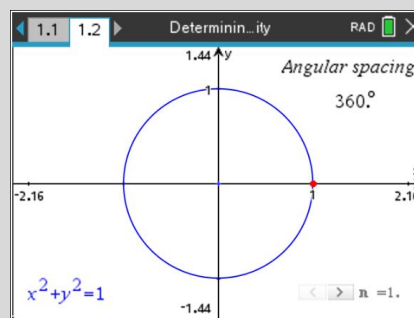 1.1 1.2 Determinin...ity RAD
1.44 y
Angular spacing
360.°
1
-2.16 1 2.1
x²+y²=1
n =1.
-1.44